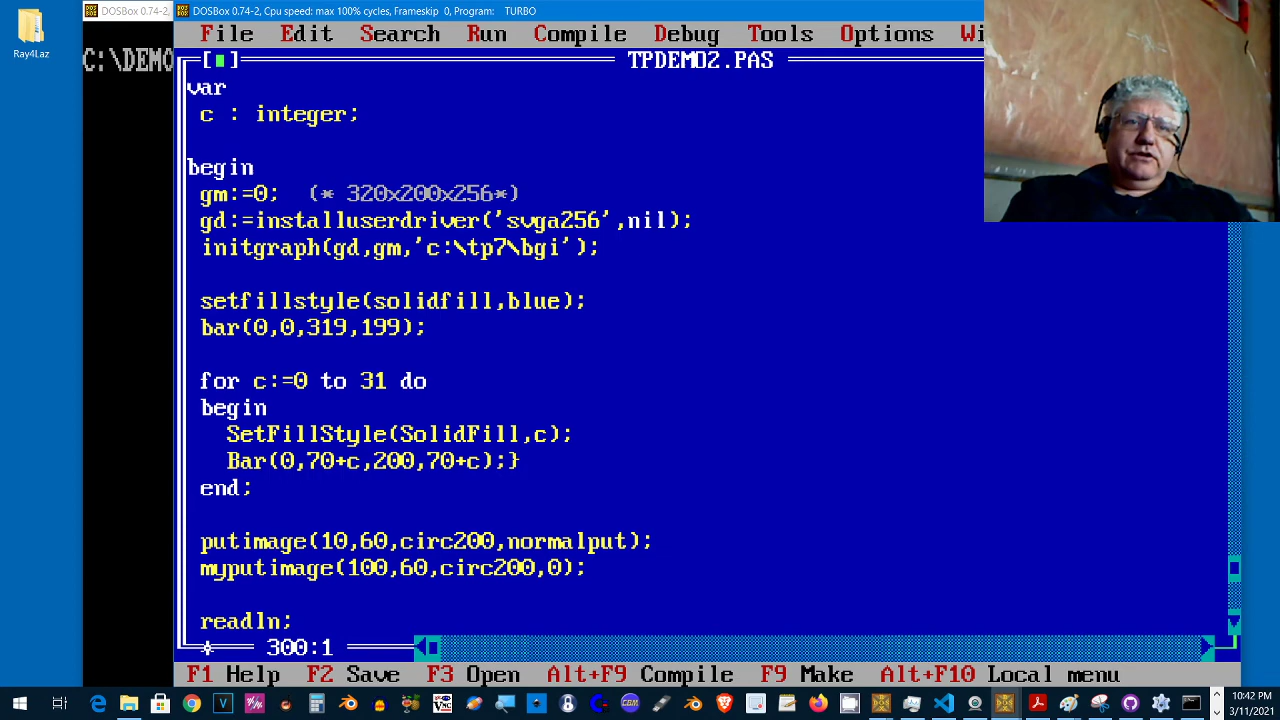 DOSBox 0.74-2,
DOSBox 0.74-2, Cpu speed: max 100% cycles, Frameskip 0, Program: TURBO
Ray4Laz
C:\DEMO
File Edit Search Run Compile Debug Tools Options Wi
[■] TPDEMO2.PAS
var
c : integer;
begin
gm:=0; (* 320x200x256*)
gd:=installuserdriver('svga256',nil);
initgraph(gd,gm,'c:\tp7\bgi');
setfillstyle(solidfill,blue);
bar(0,0,319,199);
for c:=0 to 31 do
begin
SetFillStyle(SolidFill,c);
Bar(0,70+c,200,70+c);}
end;
putimage(10,60,circ200,normalput);
myputimage(100,60,circ200,0);
readln;
300:1
F1 Help F2 Save F3 Open Alt+F9 Compile F9 Make Alt+F10 Local menu
10:42 PM
3/11/2021